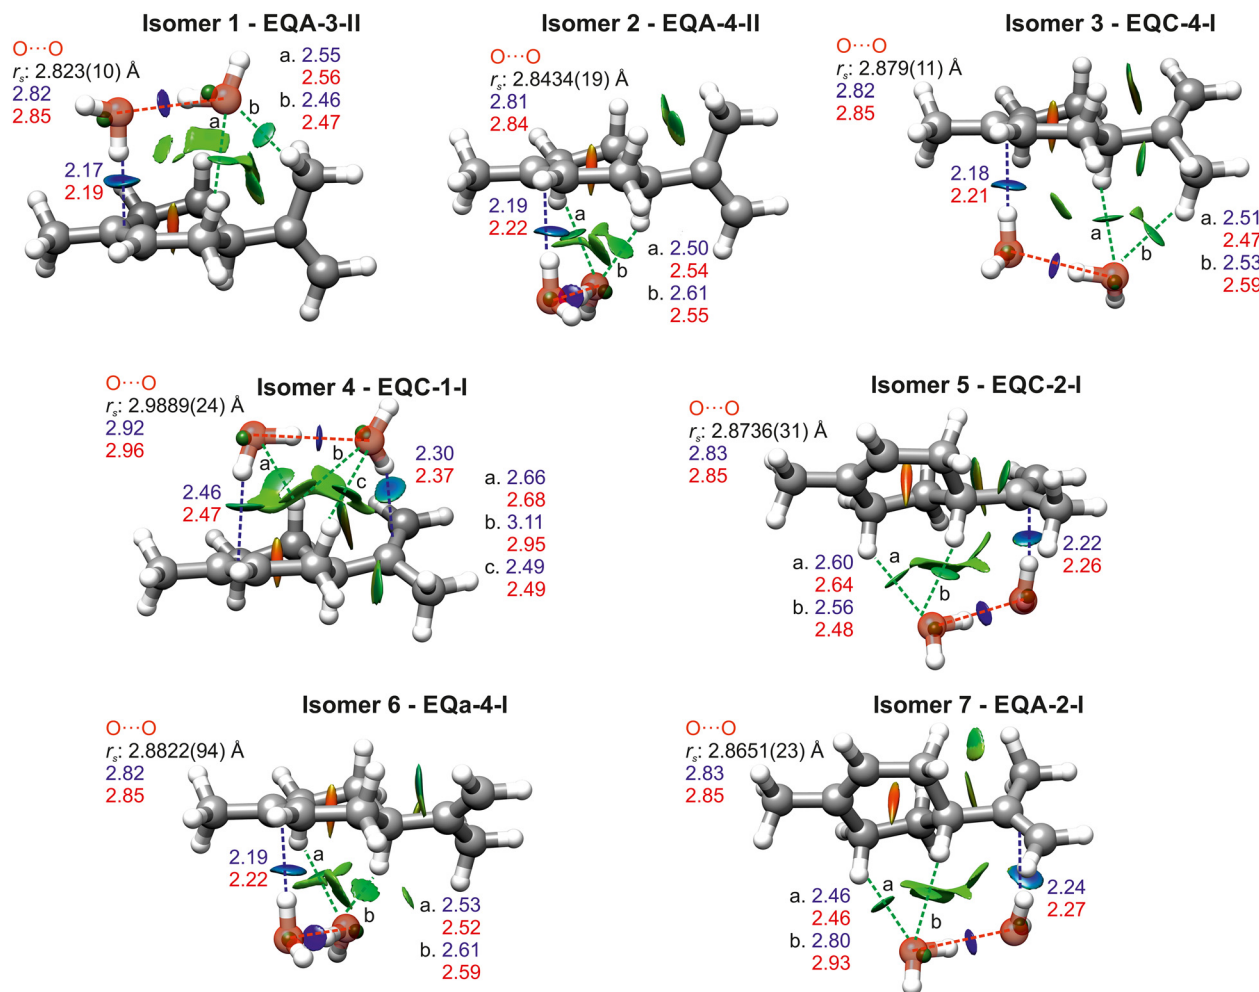 Isomer 1 - EQA-3-II
O···O
rs: 2.823(10) Å
2.82
2.85
a. 2.55
2.56
b. 2.46
2.47
b
a
2.17
2.19
Isomer 2 - EQA-4-II
O···O
rs: 2.8434(19) Å
2.81
2.84
2.19
2.22
a
b
a. 2.50
2.54
b. 2.61
2.55
Isomer 3 - EQC-4-I
O···O
rs: 2.879(11) Å
2.82
2.85
2.18
2.21
a
b
a. 2.51
2.47
b. 2.53
2.59
Isomer 4 - EQC-1-I
O···O
rs: 2.9889(24) Å
2.92
2.96
a
b
c
2.30
2.37
2.46
2.47
a. 2.66
2.68
b. 3.11
2.95
c. 2.49
2.49
Isomer 5 - EQC-2-I
O···O
rs: 2.8736(31) Å
2.83
2.85
a. 2.60
2.64
b. 2.56
2.48
a
b
2.22
2.26
Isomer 6 - EQa-4-I
O···O
rs: 2.8822(94) Å
2.82
2.85
2.19
2.22
a
b
a. 2.53
2.52
b. 2.61
2.59
Isomer 7 - EQA-2-I
O···O
rs: 2.8651(23) Å
2.83
2.85
a. 2.46
2.46
b. 2.80
2.93
a
b
2.24
2.27